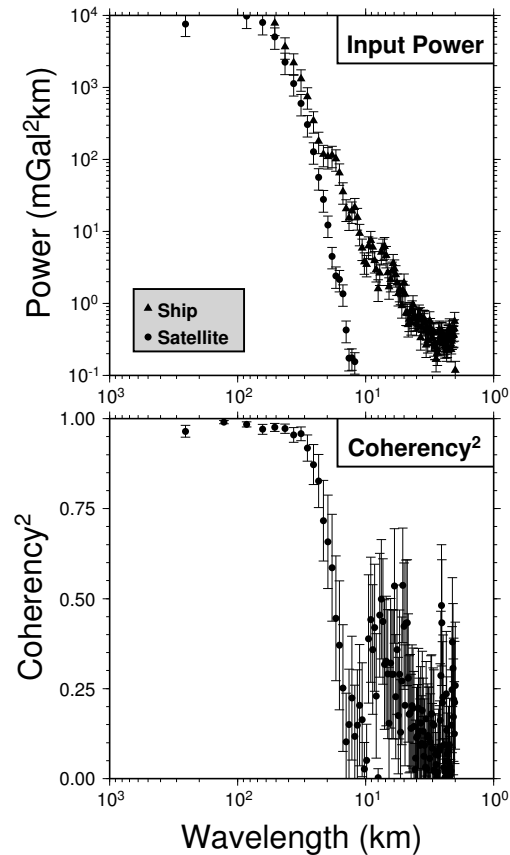 10⁴
10³
10²
10¹
10⁰
10⁻¹
Power (mGal²km)
Input Power
Ship
Satellite
10³ 10² 10¹ 10⁰
1.00
0.75
0.50
0.25
0.00
Coherency²
Coherency²
10³ 10² 10¹ 10⁰
Wavelength (km)